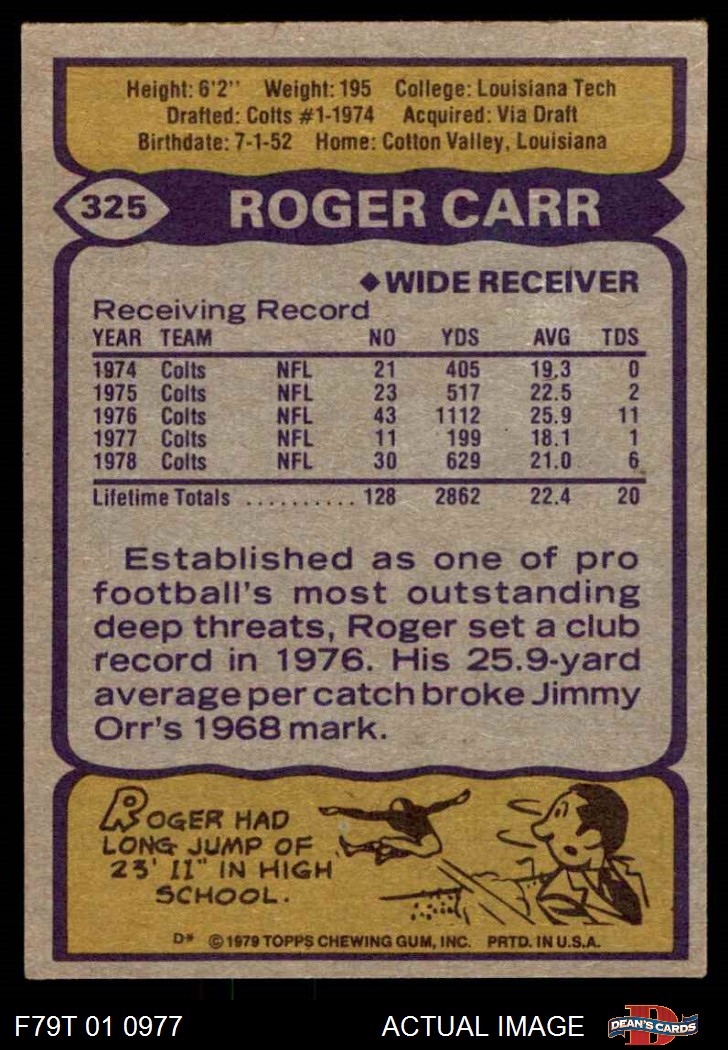 Height: 6'2'' Weight: 195 College: Louisiana Tech
Drafted: Colts #1-1974 Acquired: Via Draft
Birthdate: 7-1-52 Home: Cotton Valley, Louisiana
325 ROGER CARR
◆WIDE RECEIVER
Receiving Record
YEAR TEAM NO YDS AVG TDS
1974 Colts NFL 21 405 19.3 0
1975 Colts NFL 23 517 22.5 2
1976 Colts NFL 43 1112 25.9 11
1977 Colts NFL 11 199 18.1 1
1978 Colts NFL 30 629 21.0 6
Lifetime Totals .......... 128 2862 22.4 20
Established as one of pro
football's most outstanding
deep threats, Roger set a club
record in 1976. His 25.9-yard
average per catch broke Jimmy
Orr's 1968 mark.
ROGER HAD
LONG JUMP OF
23' 11" IN HIGH
SCHOOL.
D* ©1979 TOPPS CHEWING GUM, INC. PRTD. IN U.S.A.
F79T 01 0977 ACTUAL IMAGE D DEAN'S CARDS